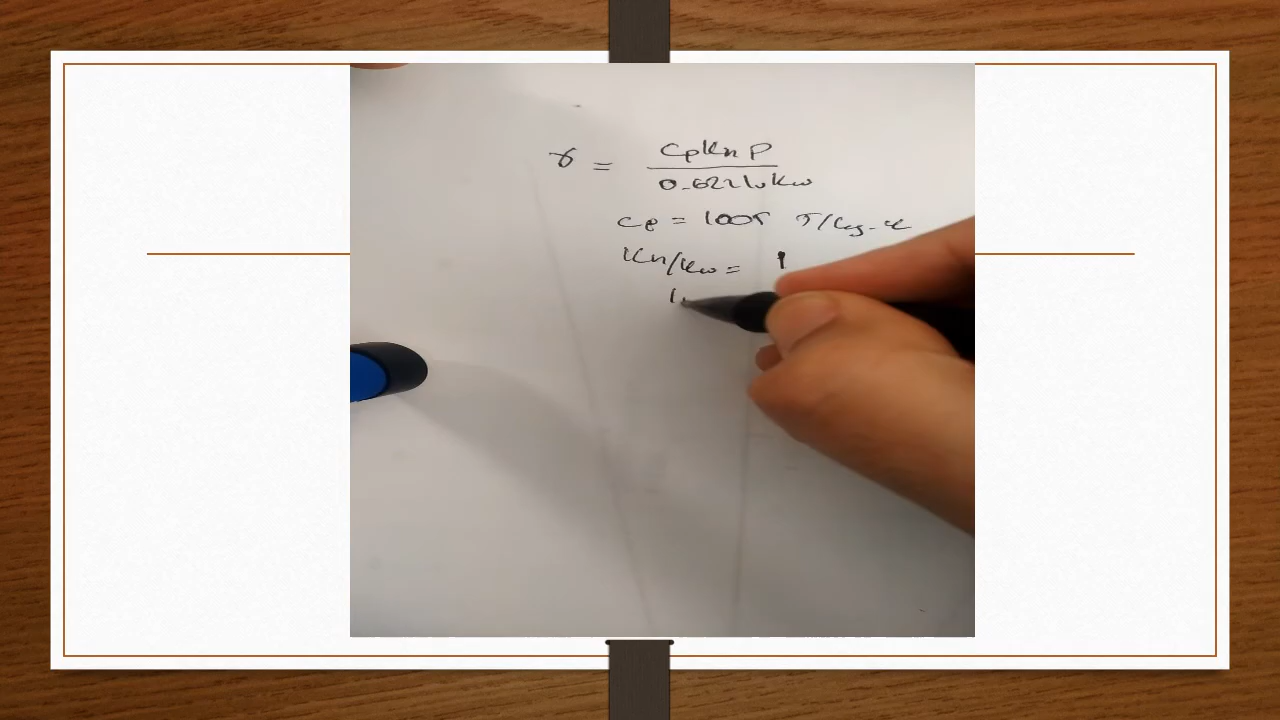 γ = CpKhP
0.622lvKw
Cp = 1005 J/kg-K
Kh/Kw = 1
l